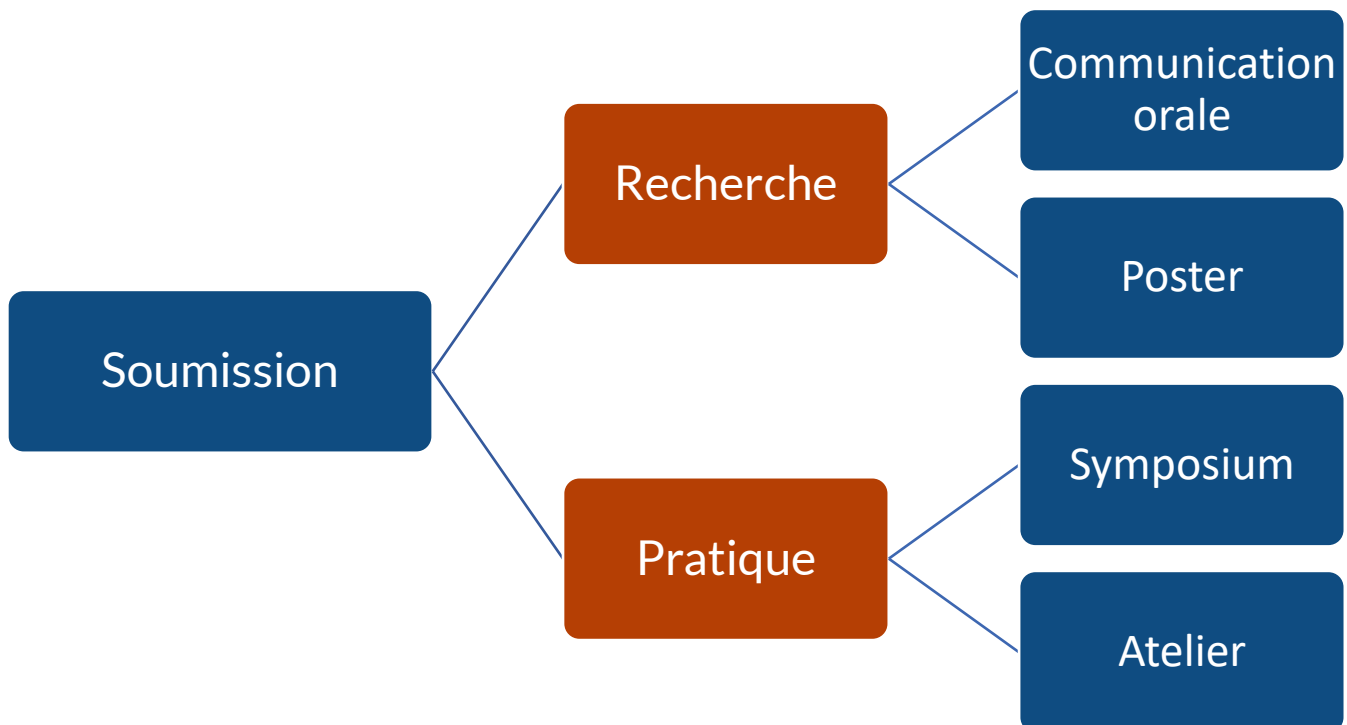 Soumission
Recherche
Communication
orale
Poster
Pratique
Symposium
Atelier